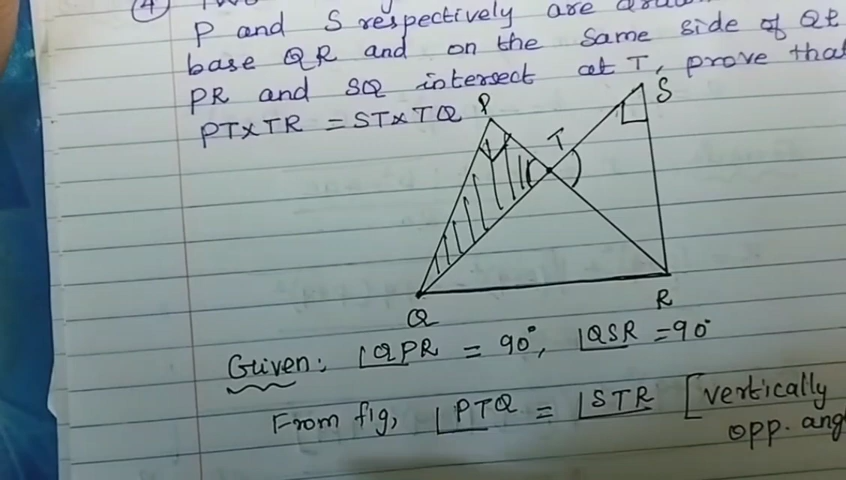 (4)
P and S respectively are
base QR and on the same side of QR
PR and SQ intersect at T, prove that
PT×TR = ST×TQ
P
T
S
Q
R
Given: ∠QPR = 90°, ∠QSR = 90°
From fig, ∠PTQ = ∠STR [vertically
opp. ang